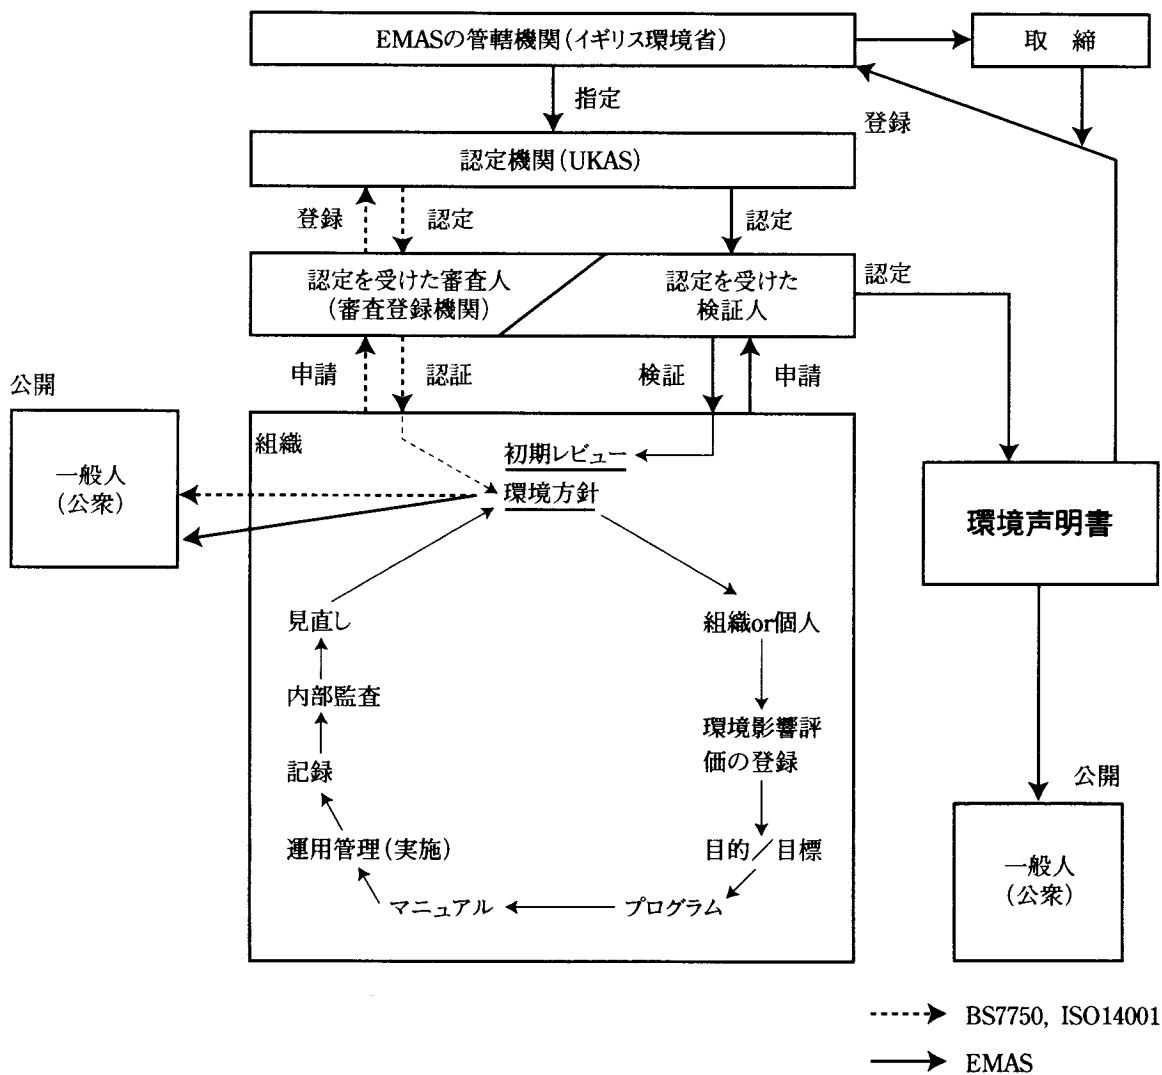 EMASの管轄機関(イギリス環境省)
取 締
指定
登録
認定機関(UKAS)
登録
認定
認定
認定を受けた審査人
(審査登録機関)
認定を受けた
検証人
認定
申請
認証
検証
申請
公開
一般人
(公衆)
組織
初期レビュー
環境方針
環境声明書
見直し
組織or個人
内部監査
環境影響評
価の登録
記録
公開
運用管理(実施)
目的/目標
一般人
(公衆)
マニュアル
プログラム
BS7750, ISO14001
EMAS